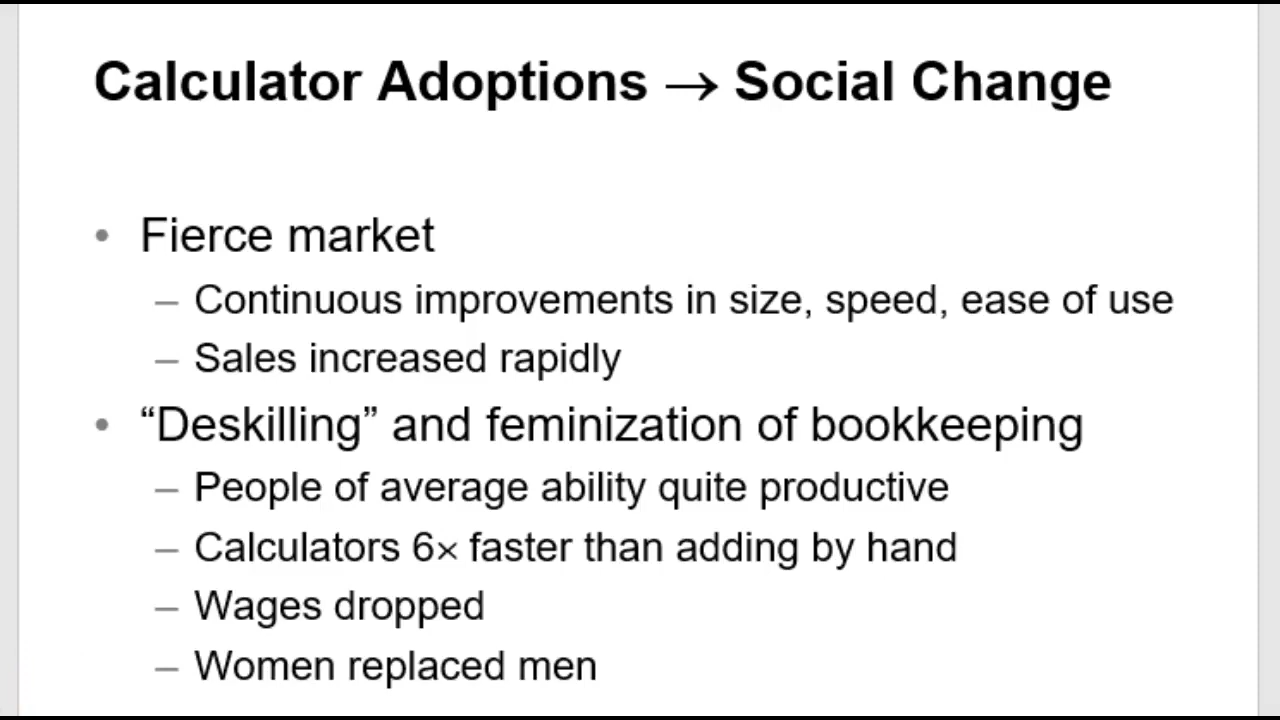 Calculator Adoptions → Social Change
• Fierce market
– Continuous improvements in size, speed, ease of use
– Sales increased rapidly
• “Deskilling” and feminization of bookkeeping
– People of average ability quite productive
– Calculators 6× faster than adding by hand
– Wages dropped
– Women replaced men